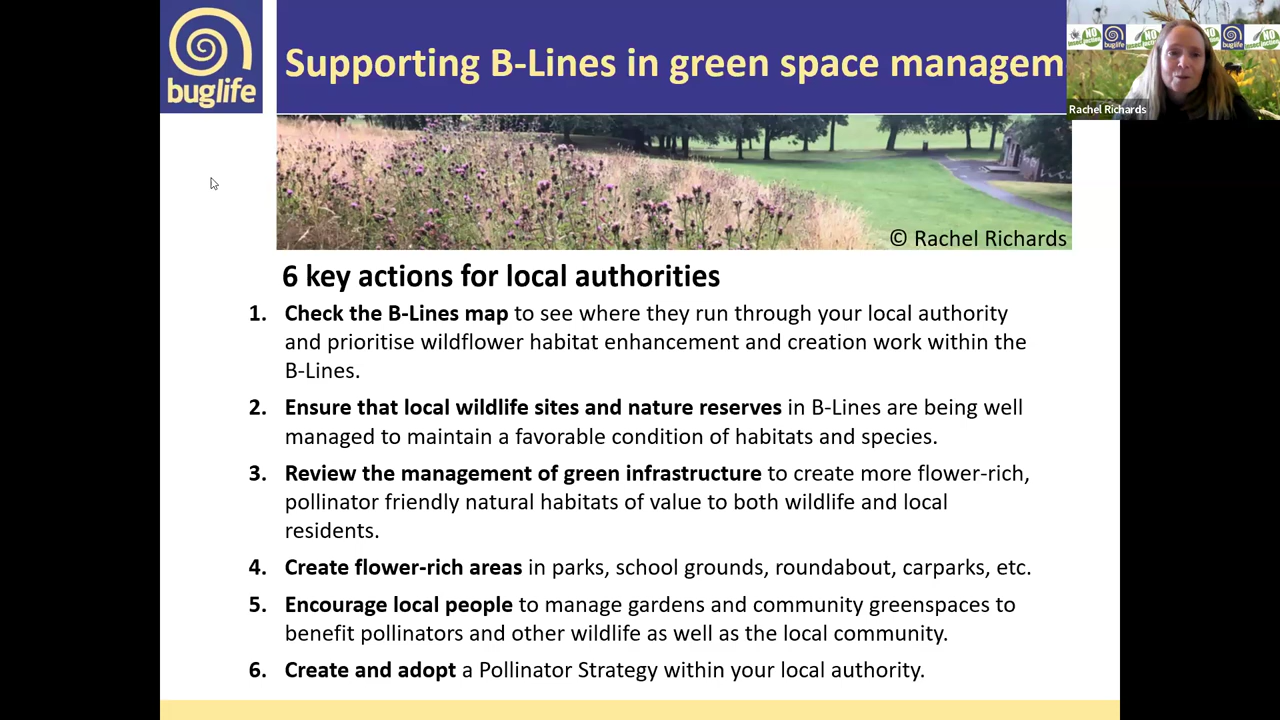 buglife
Supporting B-Lines in green space managem
NO
insectinction
buglife
NO
buglife
NO
Rachel Richards
© Rachel Richards
6 key actions for local authorities
1. Check the B-Lines map to see where they run through your local authority
and prioritise wildflower habitat enhancement and creation work within the
B-Lines.
2. Ensure that local wildlife sites and nature reserves in B-Lines are being well
managed to maintain a favorable condition of habitats and species.
3. Review the management of green infrastructure to create more flower-rich,
pollinator friendly natural habitats of value to both wildlife and local
residents.
4. Create flower-rich areas in parks, school grounds, roundabout, carparks, etc.
5. Encourage local people to manage gardens and community greenspaces to
benefit pollinators and other wildlife as well as the local community.
6. Create and adopt a Pollinator Strategy within your local authority.